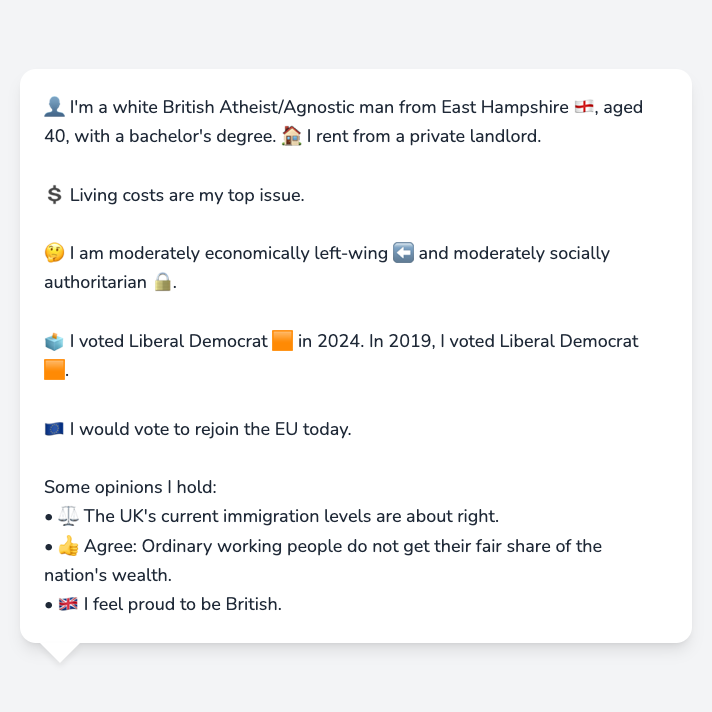 👤 I'm a white British Atheist/Agnostic man from East Hampshire 🏴󠁧󠁢󠁥󠁮󠁧󠁿, aged
40, with a bachelor's degree. 🏠 I rent from a private landlord.
💲 Living costs are my top issue.
🤔 I am moderately economically left-wing ⬅️ and moderately socially
authoritarian 🔒.
🗳️ I voted Liberal Democrat 🟧 in 2024. In 2019, I voted Liberal Democrat
🟧.
🇪🇺 I would vote to rejoin the EU today.
Some opinions I hold:
• ⚖️ The UK's current immigration levels are about right.
• 👍 Agree: Ordinary working people do not get their fair share of the
nation's wealth.
• 🇬🇧 I feel proud to be British.